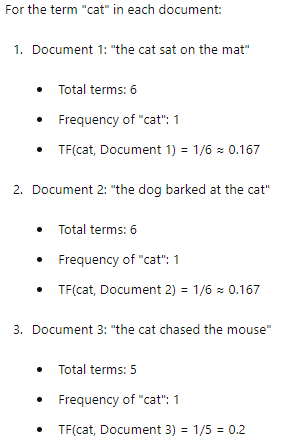 For the term "cat" in each document:
1. Document 1: "the cat sat on the mat"
• Total terms: 6
• Frequency of "cat": 1
• TF(cat, Document 1) = 1/6 ≈ 0.167
2. Document 2: "the dog barked at the cat"
• Total terms: 6
• Frequency of "cat": 1
• TF(cat, Document 2) = 1/6 ≈ 0.167
3. Document 3: "the cat chased the mouse"
• Total terms: 5
• Frequency of "cat": 1
• TF(cat, Document 3) = 1/5 = 0.2